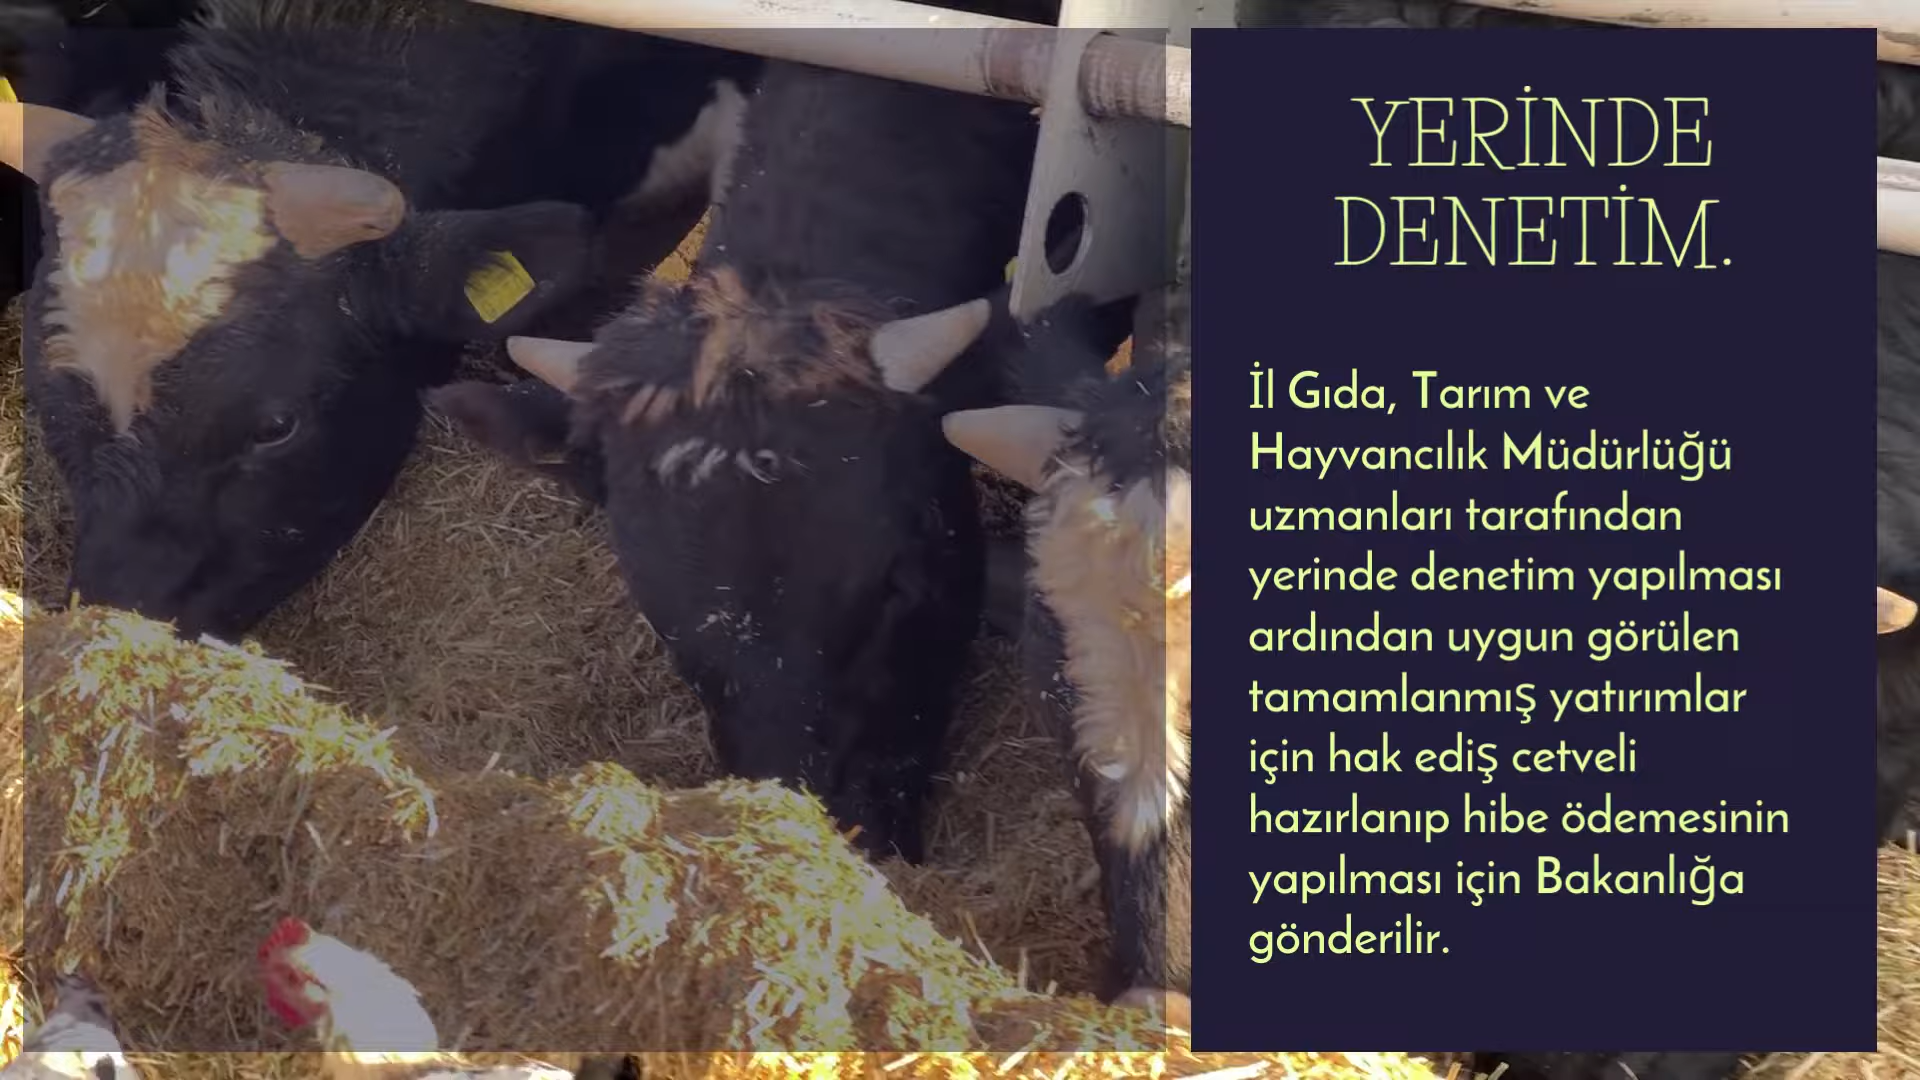 YERİNDE
DENETİM.
İl Gıda, Tarım ve
Hayvancılık Müdürlüğü
uzmanları tarafından
yerinde denetim yapılması
ardından uygun görülen
tamamlanmış yatırımlar
için hak ediş cetveli
hazırlanıp hibe ödemesinin
yapılması için Bakanlığa
gönderilir.